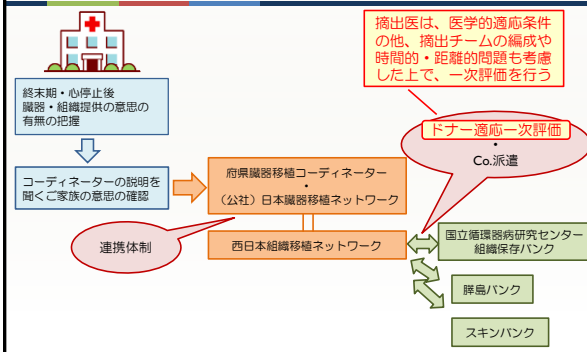 摘出医は、医学的適応条件
の他、摘出チームの編成や
時間的・距離的問題も考慮
した上で、一次評価を行う
終末期・心停止後
臓器・組織提供の意思の
有無の把握
ドナー適応一次評価
・
Co.派遣
コーディネーターの説明を
聞くご家族の意思の確認
府県臓器移植コーディネーター
・
（公社）日本臓器移植ネットワーク
連携体制
西日本組織移植ネットワーク
国立循環器病研究センター
組織保存バンク
膵島バンク
スキンバンク